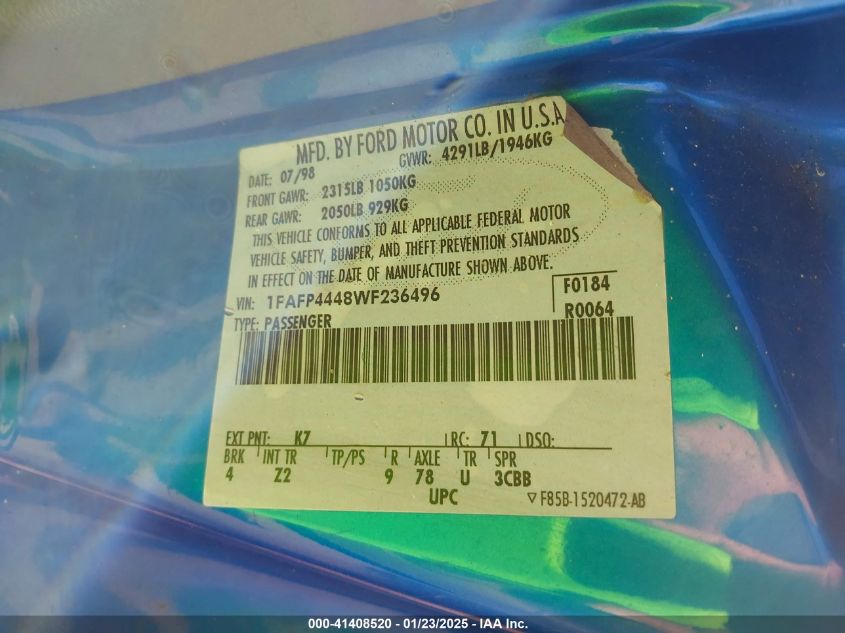 MFD. BY FORD MOTOR CO. IN U.S.A
DATE: 07/98 GVWR: 4291LB/1946KG
FRONT GAWR: 2315LB 1050KG
REAR GAWR: 2050LB 929KG
THIS VEHICLE CONFORMS TO ALL APPLICABLE FEDERAL MOTOR
VEHICLE SAFETY, BUMPER, AND THEFT PREVENTION STANDARDS
IN EFFECT ON THE DATE OF MANUFACTURE SHOWN ABOVE.
VIN: 1FAFP4448WF236496 F0184
TYPE: PASSENGER R0064
EXT PNT: K7 RC: 71 DSO:
BRK INT TR TP/PS R AXLE TR SPR
4 Z2 9 78 U 3CBB
UPC ▽F85B-1520472-AB
000-41408520 - 01/23/2025 - IAA Inc.